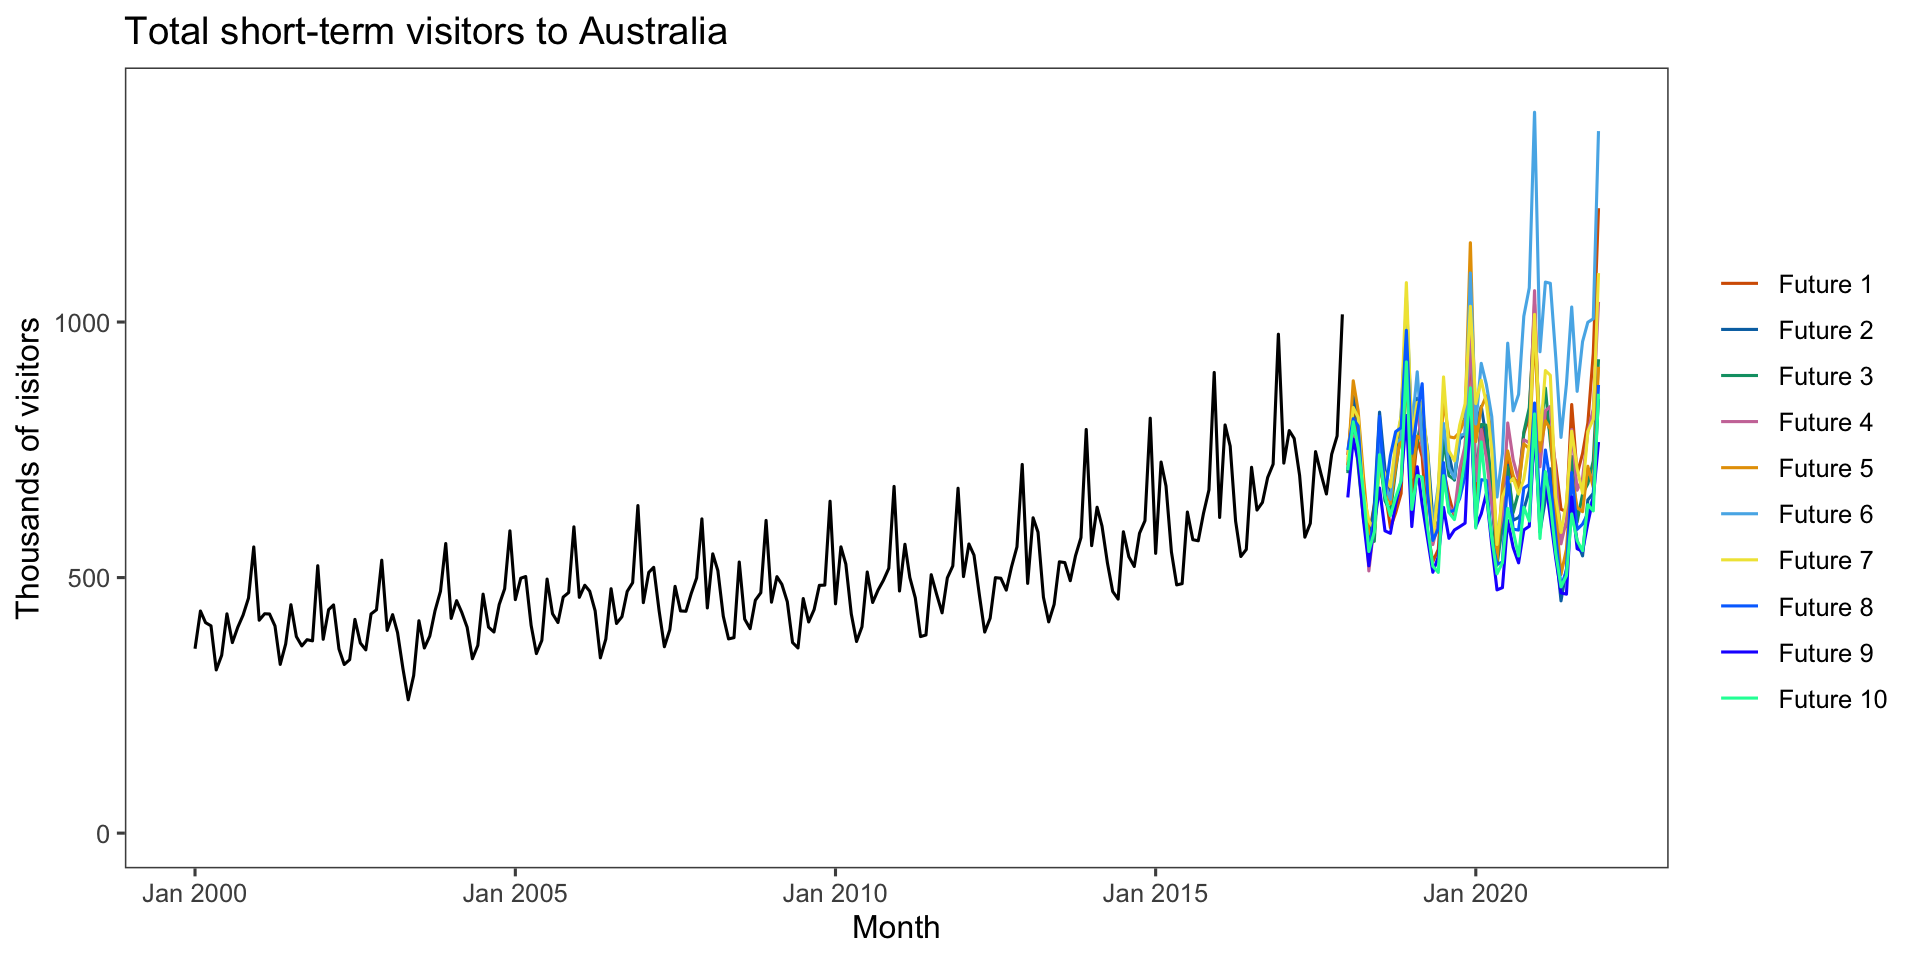 Total short-term visitors to Australia
Thousands of visitors
1000
500
0
Jan 2000
Jan 2005
Jan 2010
Jan 2015
Jan 2020
Month
Future 1
Future 2
Future 3
Future 4
Future 5
Future 6
Future 7
Future 8
Future 9
Future 10